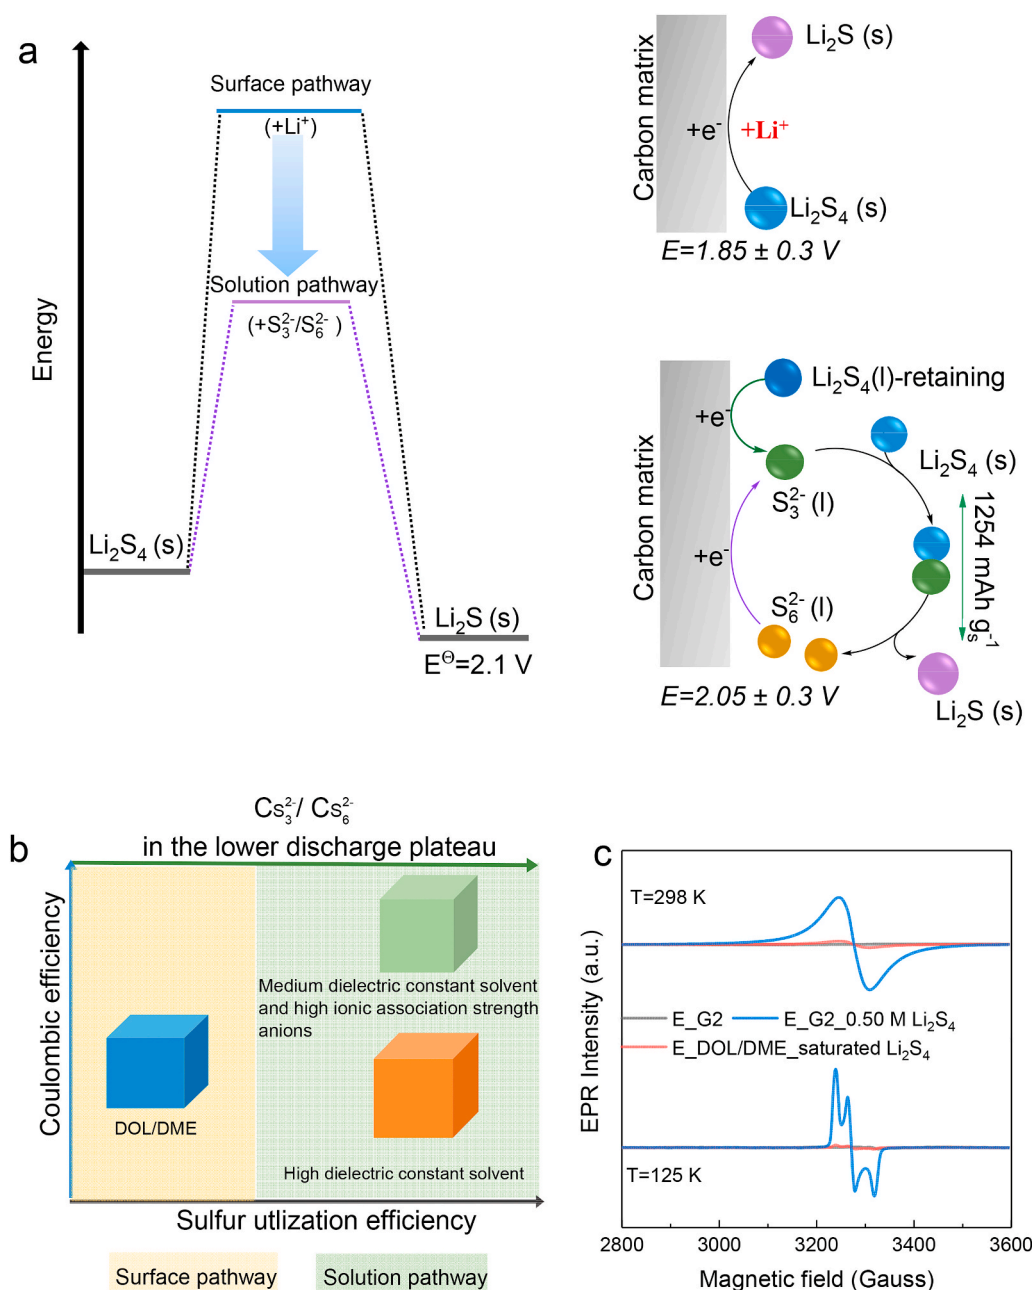 a
Energy
Surface pathway
(+Li⁺)
Solution pathway
(+S₃²⁻/S₆²⁻ )
Li₂S₄ (s)
Li₂S (s)
E^Θ=2.1 V
Carbon matrix
Li₂S (s)
+e⁻
+Li⁺
Li₂S₄ (s)
E=1.85 ± 0.3 V
Carbon matrix
Li₂S₄(l)-retaining
+e⁻
Li₂S₄ (s)
S₃²⁻ (l)
1254 mAh gₛ⁻¹
+e⁻
S₆²⁻ (l)
E=2.05 ± 0.3 V
Li₂S (s)
b
Cs₃²⁻/ Cs₆²⁻
in the lower discharge plateau
Coulombic efficiency
Medium dielectric constant solvent
and high ionic association strength
anions
DOL/DME
High dielectric constant solvent
Sulfur utlization efficiency
Surface pathway
Solution pathway
c
EPR Intensity (a.u.)
T=298 K
E_G2
E_G2_0.50 M Li₂S₄
E_DOL/DME_saturated Li₂S₄
T=125 K
2800 3000 3200 3400 3600
Magnetic field (Gauss)